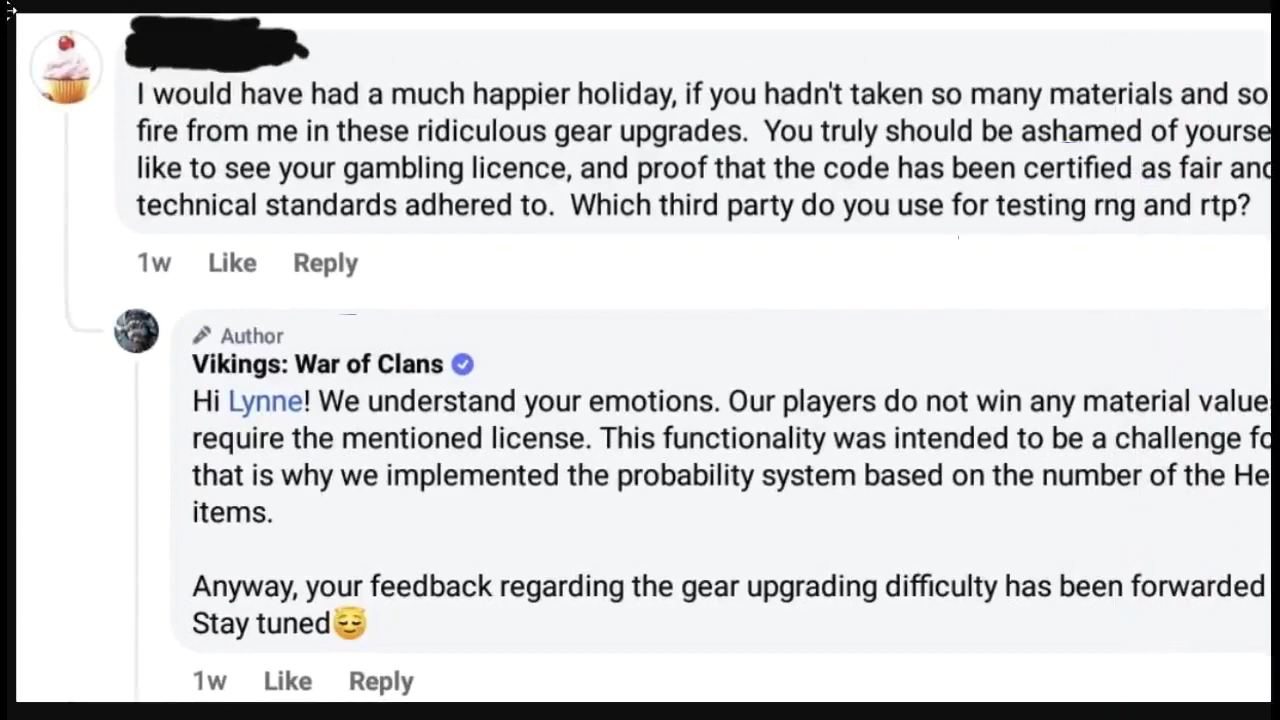 I would have had a much happier holiday, if you hadn't taken so many materials and so
fire from me in these ridiculous gear upgrades. You truly should be ashamed of yourse
like to see your gambling licence, and proof that the code has been certified as fair and
technical standards adhered to. Which third party do you use for testing rng and rtp?
1w Like Reply
Author
Vikings: War of Clans
Hi Lynne! We understand your emotions. Our players do not win any material value
require the mentioned license. This functionality was intended to be a challenge fo
that is why we implemented the probability system based on the number of the He
items.
Anyway, your feedback regarding the gear upgrading difficulty has been forwarded
Stay tuned😇
1w Like Reply